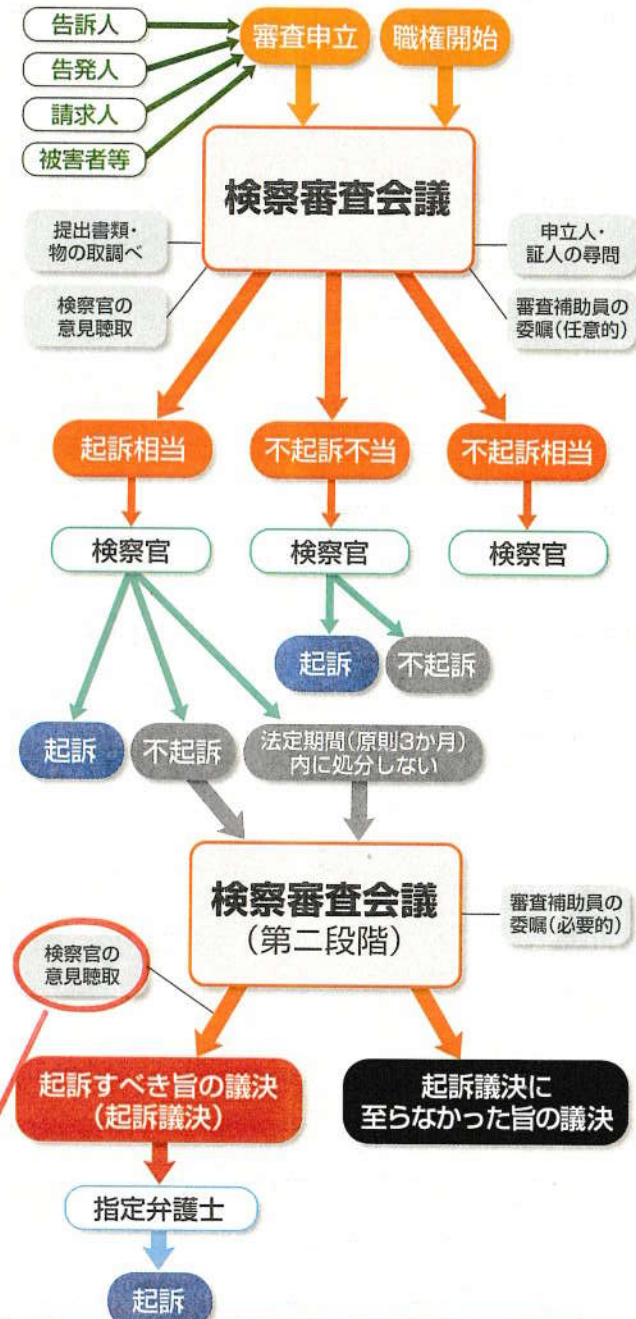 告訴人
告発人
請求人
被害者等
審査申立
職権開始
検察審査会議
提出書類・
物の取調べ
検察官の
意見聴取
申立人・
証人の尋問
審査補助員の
委嘱(任意的)
起訴相当
不起訴不当
不起訴相当
検察官
検察官
検察官
起訴
不起訴
起訴
不起訴
法定期間(原則3か月)
内に処分しない
検察審査会議
(第二段階)
審査補助員の
委嘱(必要的)
検察官の
意見聴取
起訴すべき旨の議決
(起訴議決)
起訴議決に
至らなかった旨の議決
指定弁護士
起訴